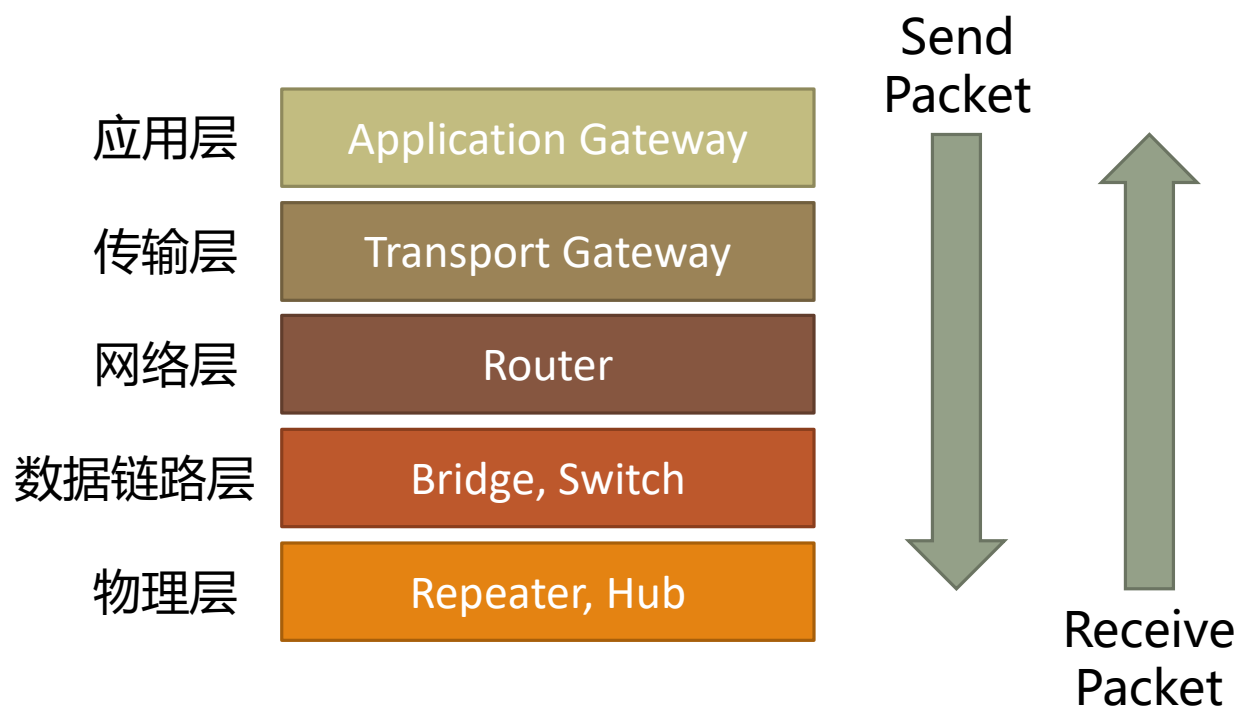 Send
Packet
应用层
Application Gateway
传输层
Transport Gateway
网络层
Router
数据链路层
Bridge, Switch
物理层
Repeater, Hub
Receive
Packet